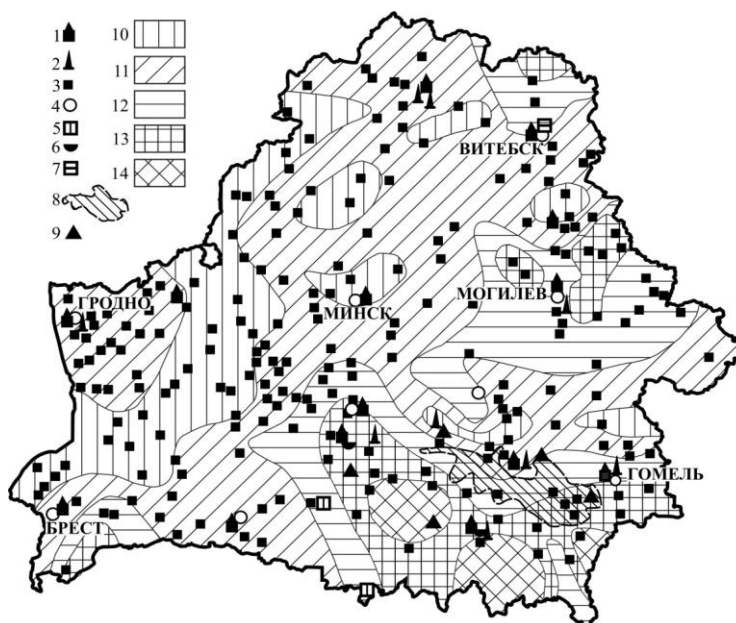 1
2
3
4
5
6
7
8
9
10
11
12
13
14
ВИТЕБСК
ГРОДНО
МИНСК
МОГИЛЕВ
ГОМЕЛЬ
БРЕСТ